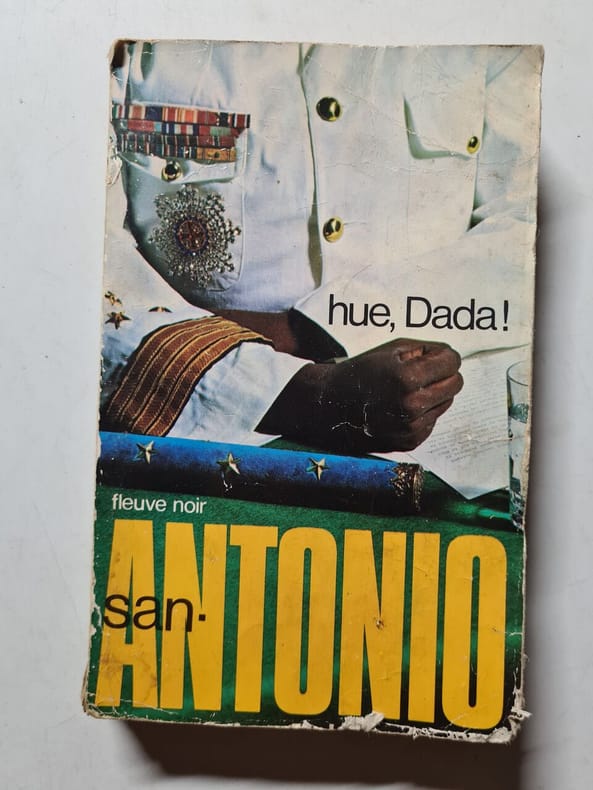 hue, Dada!
fleuve noir
san-
ANTONIO